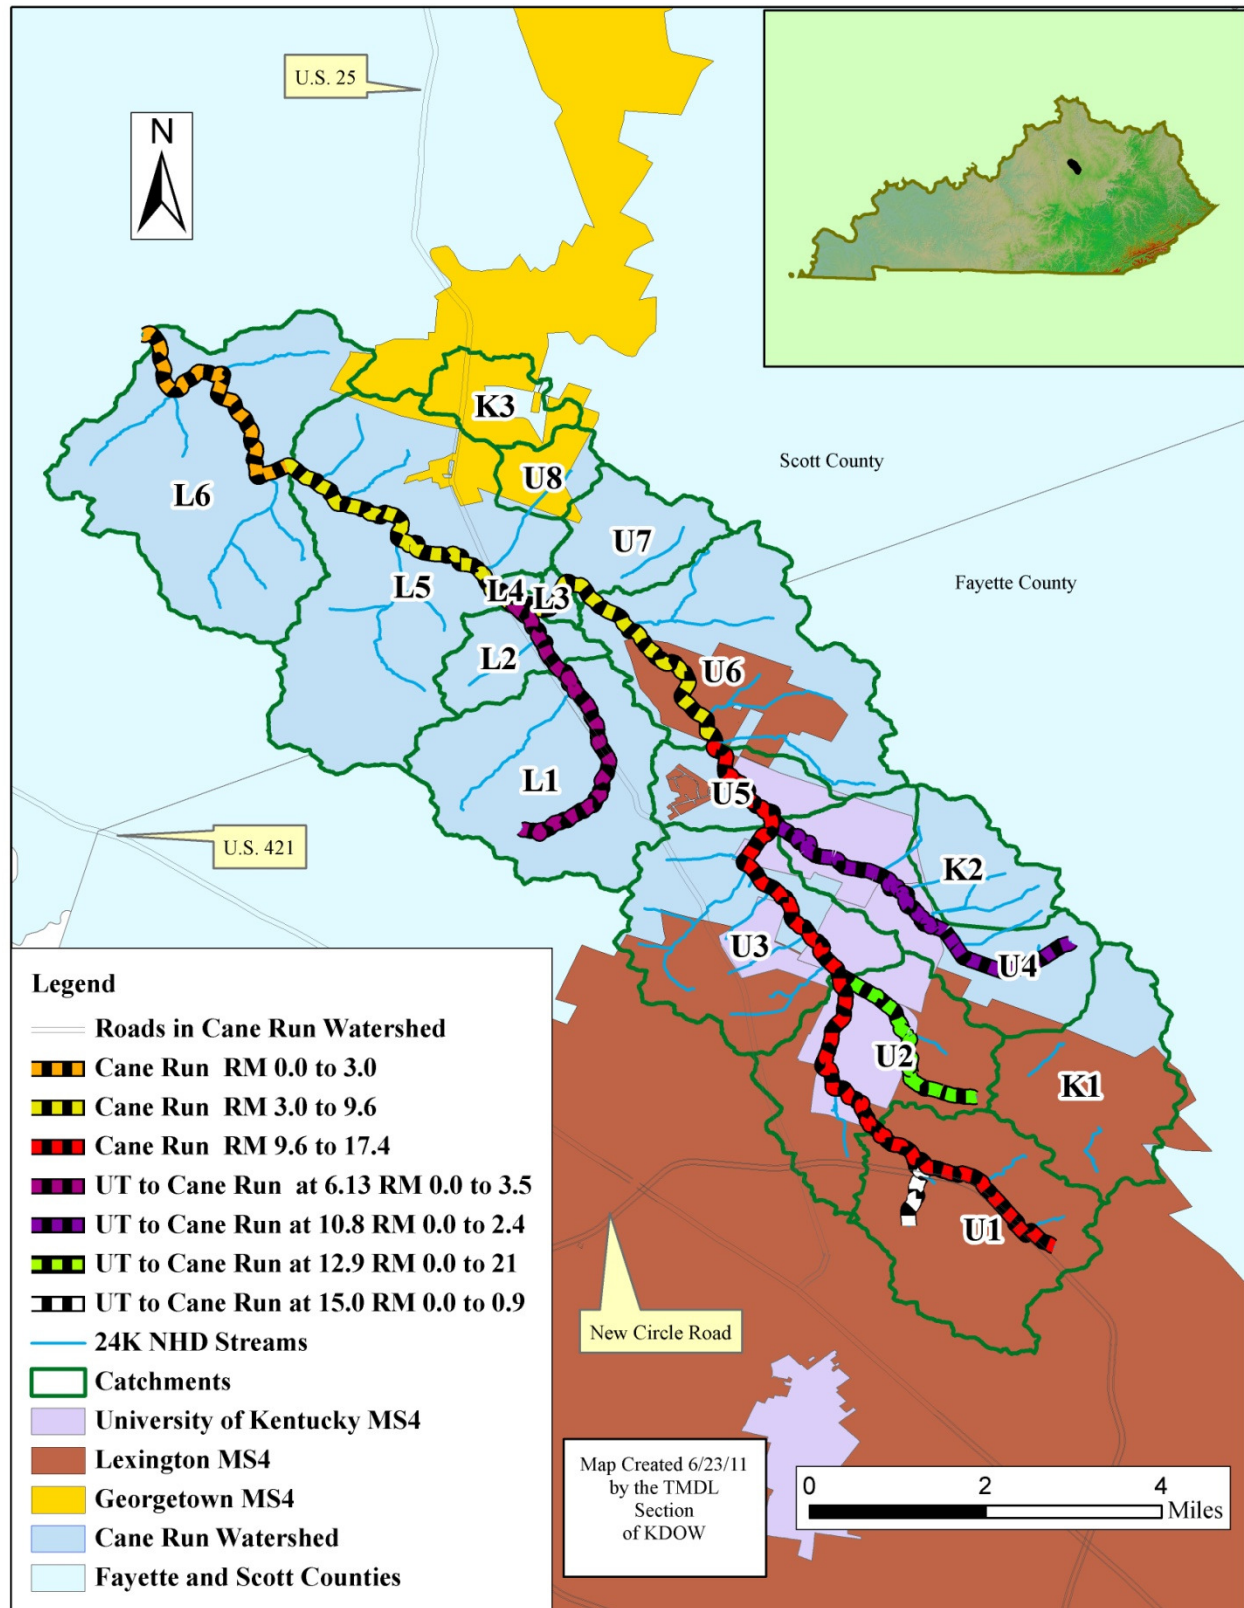 U.S. 25
N
K3
Scott County
L6
U8
U7
Fayette County
L5
L4
L3
L2
U6
L1
U5
U.S. 421
K2
U3
U4
U2
K1
U1
New Circle Road
Legend
Roads in Cane Run Watershed
Cane Run RM 0.0 to 3.0
Cane Run RM 3.0 to 9.6
Cane Run RM 9.6 to 17.4
UT to Cane Run at 6.13 RM 0.0 to 3.5
UT to Cane Run at 10.8 RM 0.0 to 2.4
UT to Cane Run at 12.9 RM 0.0 to 21
UT to Cane Run at 15.0 RM 0.0 to 0.9
24K NHD Streams
Catchments
University of Kentucky MS4
Lexington MS4
Georgetown MS4
Cane Run Watershed
Fayette and Scott Counties
Map Created 6/23/11
by the TMDL
Section
of KDOW
0 2 4
Miles